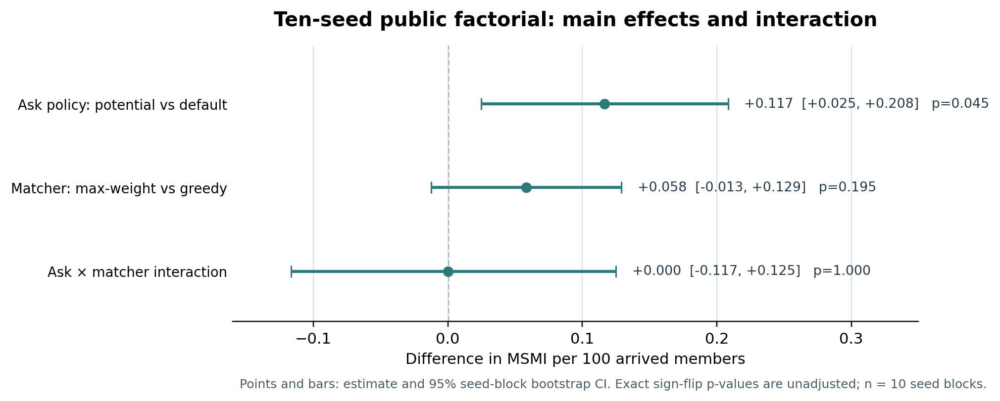 Ten-seed public factorial: main effects and interaction
Ask policy: potential vs default
+0.117  [+0.025, +0.208]   p=0.045
Matcher: max-weight vs greedy
+0.058  [-0.013, +0.129]   p=0.195
Ask × matcher interaction
+0.000  [-0.117, +0.125]   p=1.000
−0.1 0.0 0.1 0.2 0.3
Difference in MSMI per 100 arrived members
Points and bars: estimate and 95% seed-block bootstrap CI. Exact sign-flip p-values are unadjusted; n = 10 seed blocks.